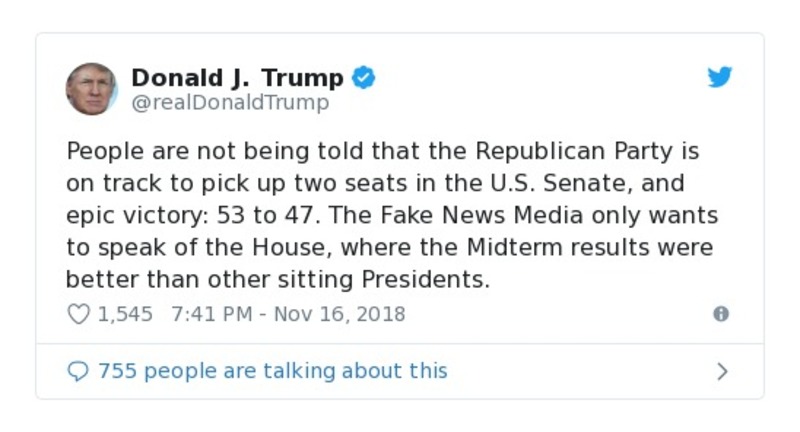 Donald J. Trump
@realDonaldTrump
People are not being told that the Republican Party is
on track to pick up two seats in the U.S. Senate, and
epic victory: 53 to 47. The Fake News Media only wants
to speak of the House, where the Midterm results were
better than other sitting Presidents.
1,545 7:41 PM - Nov 16, 2018
755 people are talking about this